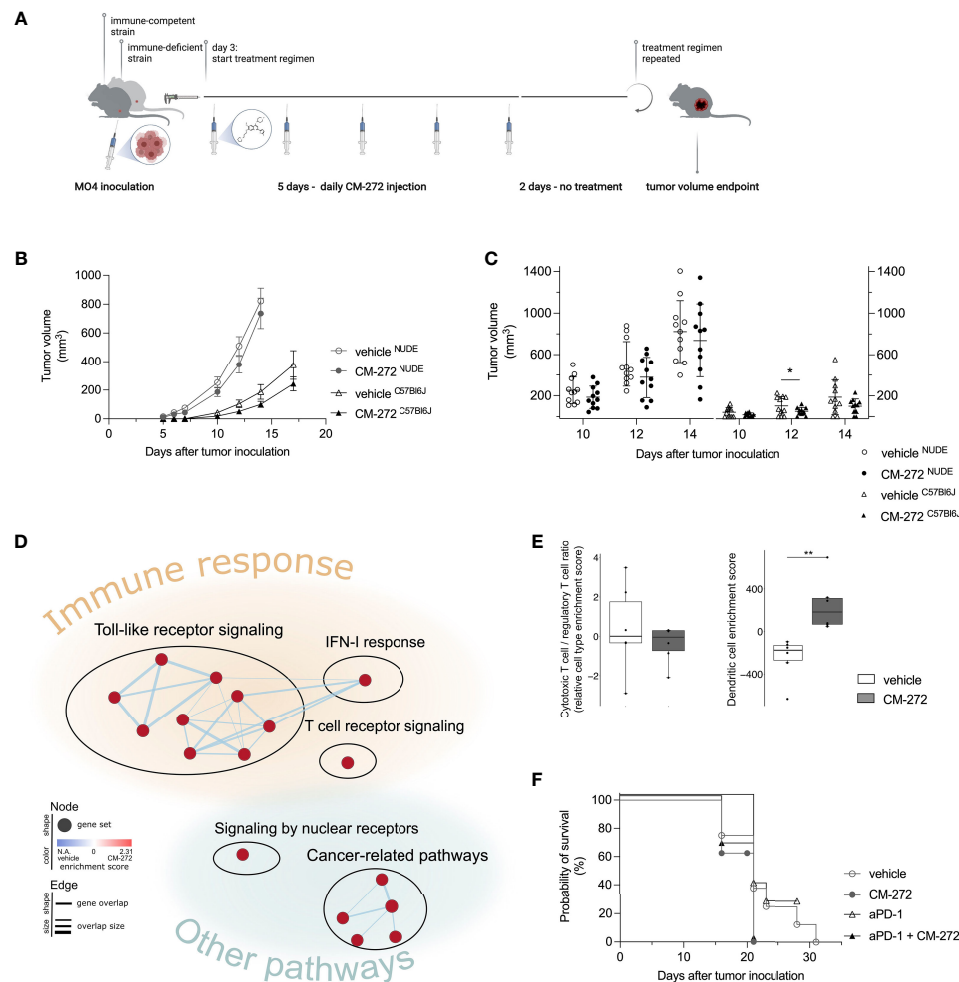 A
immune-competent
strain
immune-deficient
strain
day 3:
start treatment regimen
treatment regimen
repeated
MO4 inoculation
5 days - daily CM-272 injection
2 days - no treatment
tumor volume endpoint
B
Tumor volume
(mm3)
1000
800
600
400
200
0
0
5
10
15
20
Days after tumor inoculation
vehicle NUDE
CM-272 NUDE
vehicle C57Bl6J
CM-272 C57Bl6J
C
Tumor volume
(mm3)
1400
1000
600
200
1400
1000
600
200
*
10
12
14
10
12
14
Days after tumor inoculation
vehicle NUDE
CM-272 NUDE
vehicle C57Bl6J
CM-272 C57Bl6J
D
Immune response
Toll-like receptor signaling
IFN-I response
T cell receptor signaling
Signaling by nuclear receptors
Cancer-related pathways
Other pathways
Node
shape
gene set
color
N.A. 0 2.31
vehicle CM-272
enrichment score
Edge
shape
gene overlap
size
overlap size
E
Cytotoxic T cell / regulatory T cell ratio
(relative cell type enrichment score)
4
2
0
−2
Dendritic cell enrichment score
400
0
−400
**
vehicle
CM-272
F
Probability of survival
(%)
100
80
60
40
20
0
0
10
20
30
Days after tumor inoculation
vehicle
CM-272
aPD-1
aPD-1 + CM-272